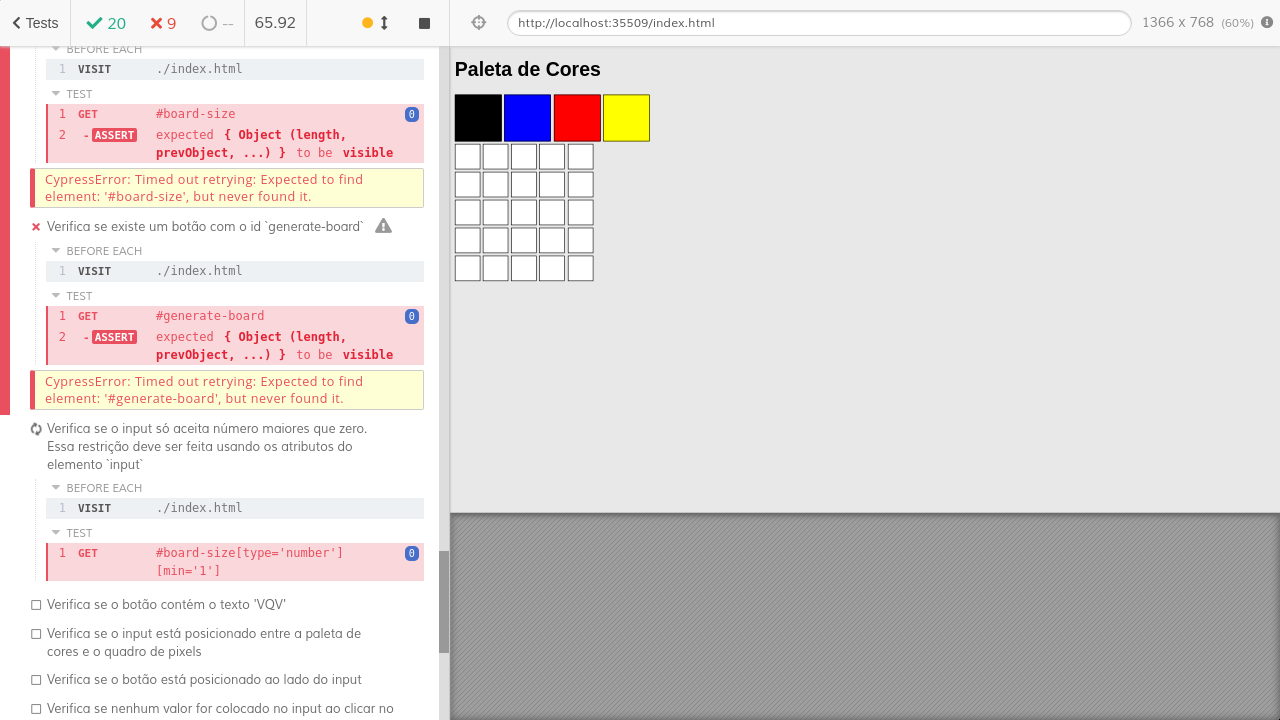 Tests 20 9 -- 65.92
http://localhost:35509/index.html 1366 x 768 (60%)
BEFORE EACH
1 VISIT ./index.html
TEST
1 GET #board-size 0
2 - ASSERT expected { Object (length,
prevObject, ...) } to be visible
CypressError: Timed out retrying: Expected to find
element: '#board-size', but never found it.
Verifica se existe um botão com o id `generate-board`
BEFORE EACH
1 VISIT ./index.html
TEST
1 GET #generate-board 0
2 - ASSERT expected { Object (length,
prevObject, ...) } to be visible
CypressError: Timed out retrying: Expected to find
element: '#generate-board', but never found it.
Verifica se o input só aceita número maiores que zero.
Essa restrição deve ser feita usando os atributos do
elemento `input`
BEFORE EACH
1 VISIT ./index.html
TEST
1 GET #board-size[type='number'] 0
[min='1']
Verifica se o botão contém o texto 'VQV'
Verifica se o input está posicionado entre a paleta de
cores e o quadro de pixels
Verifica se o botão está posicionado ao lado do input
Verifica se nenhum valor for colocado no input ao clicar no
Paleta de Cores